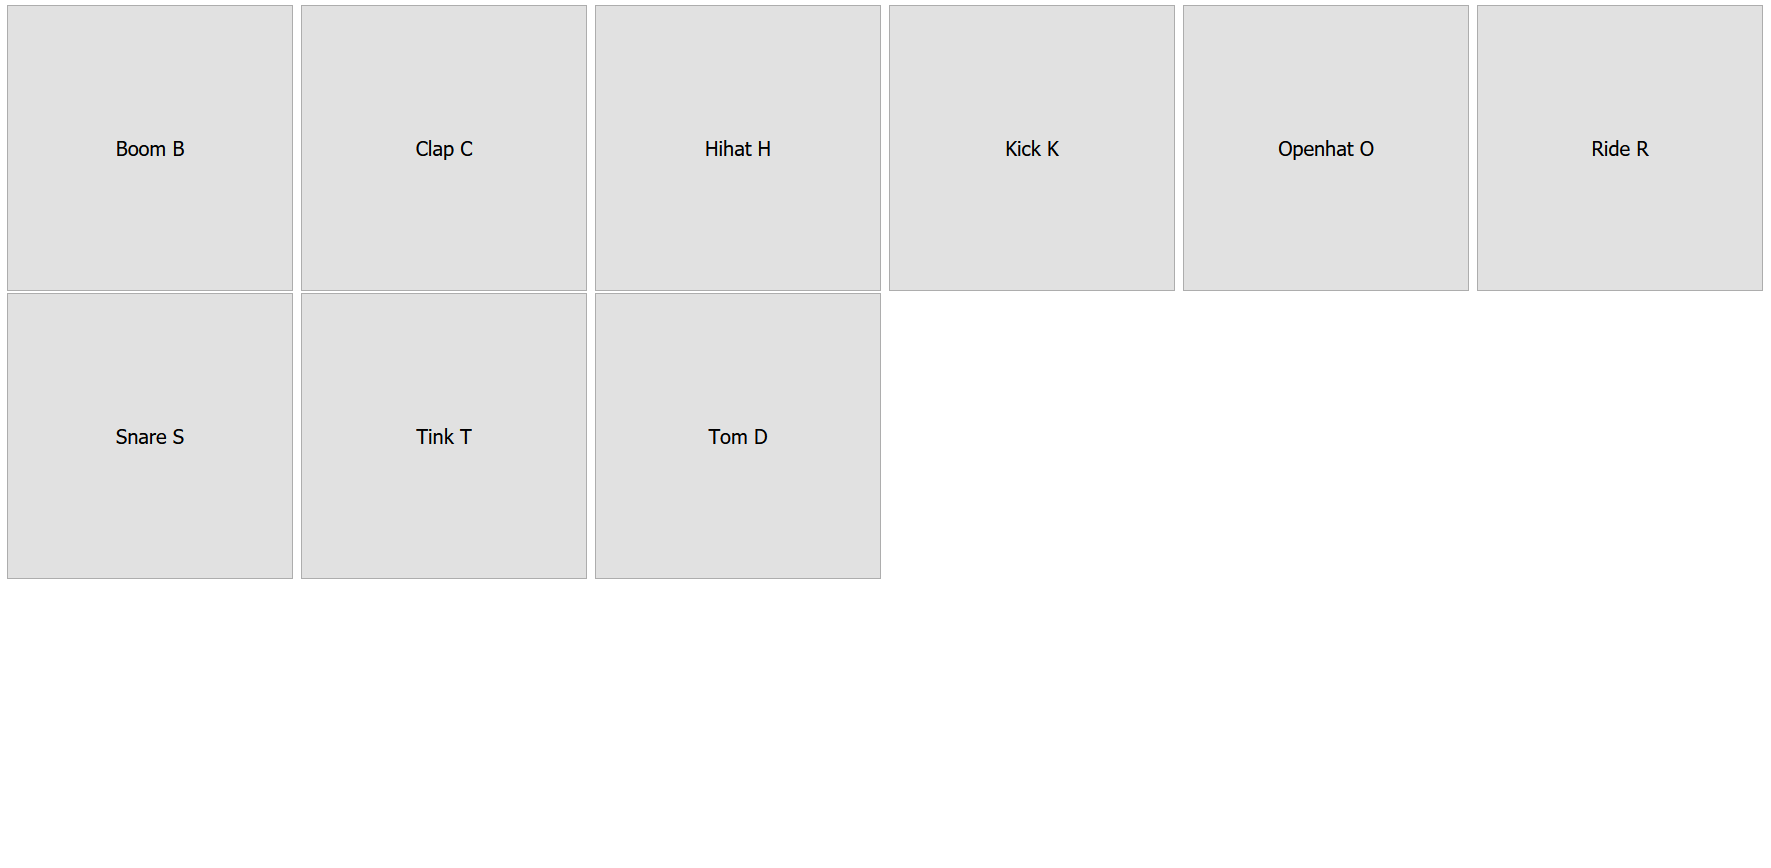 Boom B
Clap C
Hihat H
Kick K
Openhat O
Ride R
Snare S
Tink T
Tom D